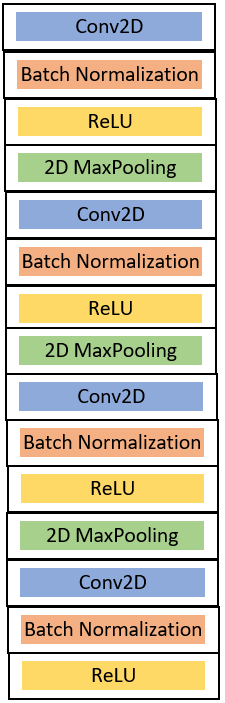 Conv2D
Batch Normalization
ReLU
2D MaxPooling
Conv2D
Batch Normalization
ReLU
2D MaxPooling
Conv2D
Batch Normalization
ReLU
2D MaxPooling
Conv2D
Batch Normalization
ReLU